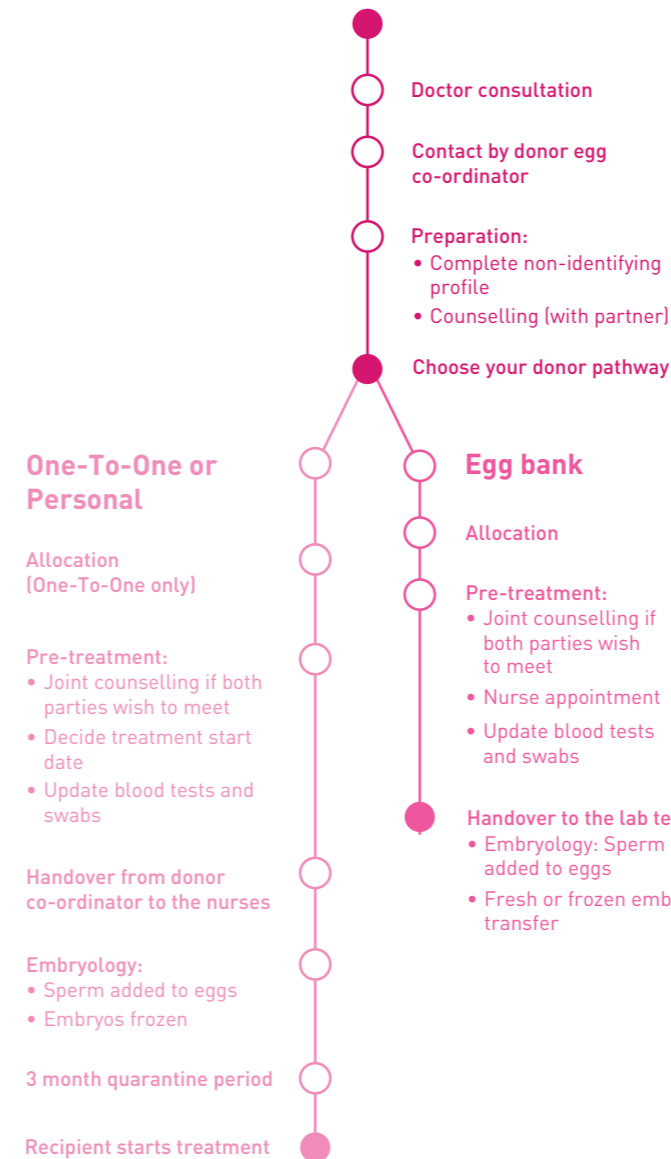 Doctor consultation
Contact by donor egg
co-ordinator
Preparation:
• Complete non-identifying
profile
• Counselling (with partner)
Choose your donor pathway
One-To-One or
Personal
Allocation
(One-To-One only)
Pre-treatment:
• Joint counselling if both
parties wish to meet
• Decide treatment start
date
• Update blood tests and
swabs
Handover from donor
co-ordinator to the nurses
Embryology:
• Sperm added to eggs
• Embryos frozen
3 month quarantine period
Recipient starts treatment
Egg bank
Allocation
Pre-treatment:
• Joint counselling if
both parties wish
to meet
• Nurse appointment
• Update blood tests
and swabs
Handover to the lab
• Embryology: Sperm
added to eggs
• Fresh or frozen
transfer